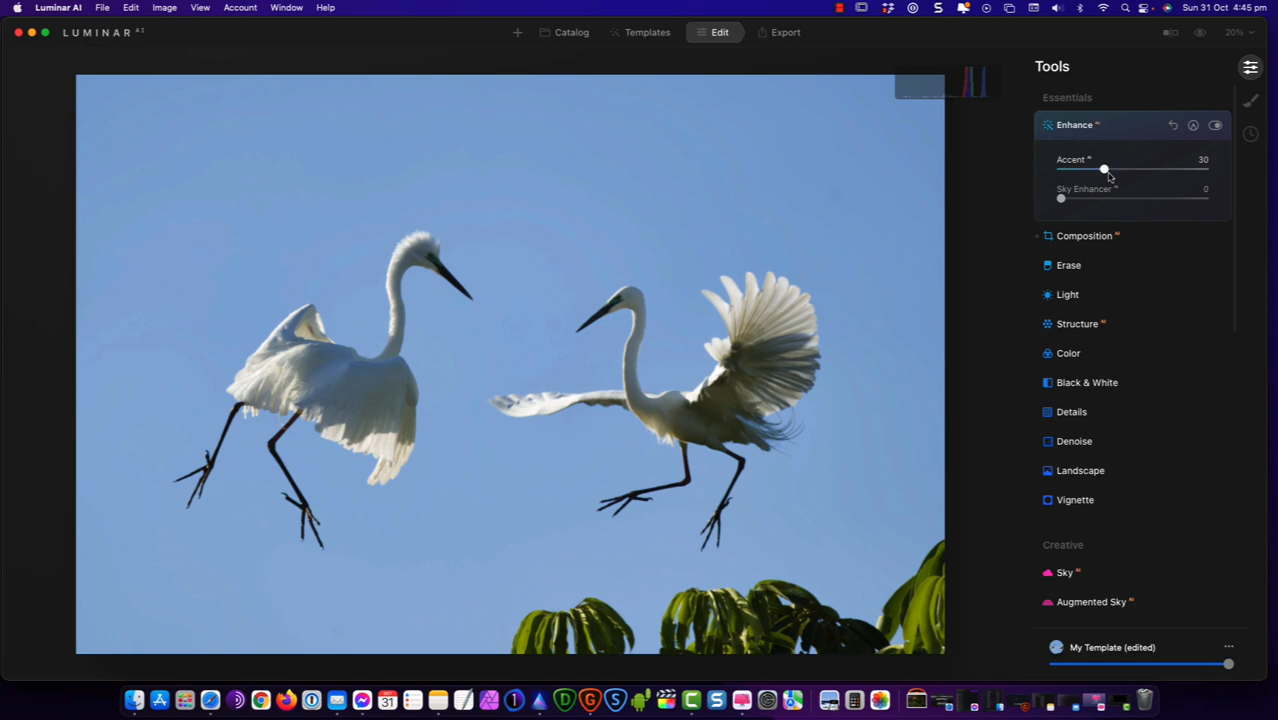 Luminar AI File Edit Image View Account Window Help Sun 31 Oct 4:45 pm
LUMINAR AI Catalog Templates Edit Export 20%
Tools
Essentials
Enhance AI
Accent AI 30
Sky Enhancer AI 0
Composition AI
Erase
Light
Structure AI
Color
Black & White
Details
Denoise
Landscape
Vignette
Creative
Sky AI
Augmented Sky AI
My Template (edited)
31